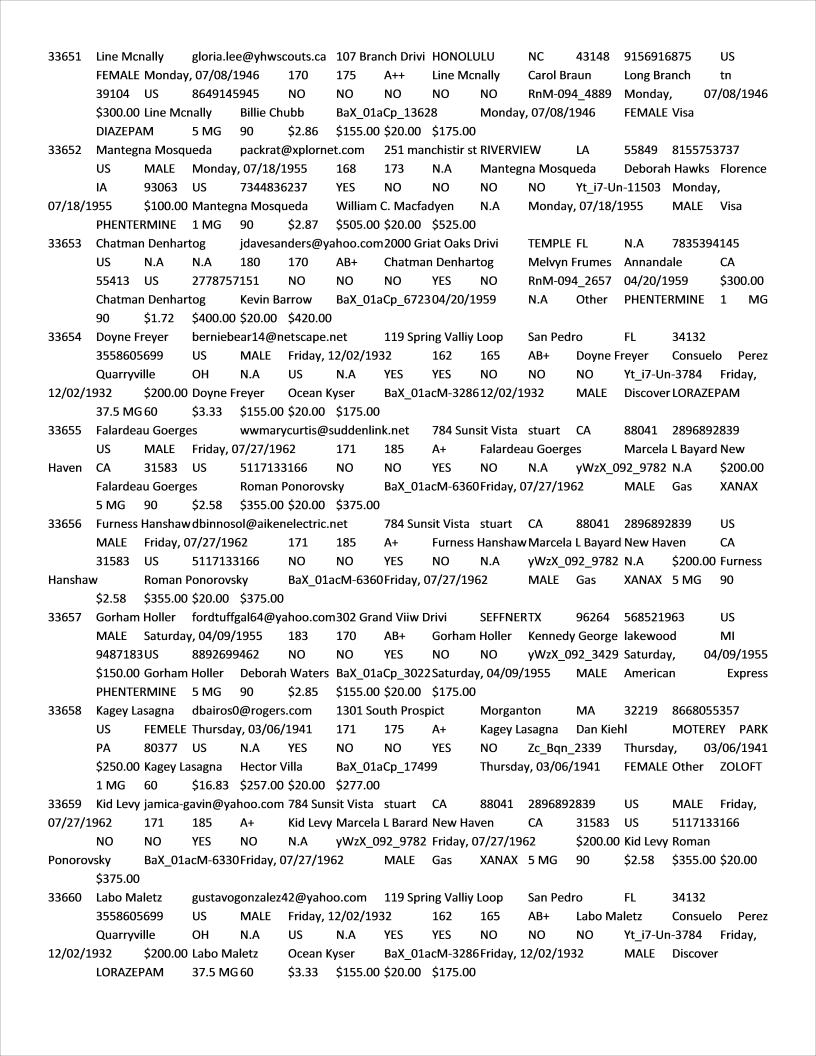 33651 Line Mcnally gloria.lee@yhwscouts.ca 107 Branch Drivi HONOLULU NC 43148 9156916875 US
FEMALE Monday, 07/08/1946 170 175 A++ Line Mcnally Carol Braun Long Branch tn
39104 US 8649145945 NO NO NO NO NO RnM-094_4889 Monday, 07/08/1946
$300.00 Line Mcnally Billie Chubb BaX_01aCp_13628 Monday, 07/08/1946 FEMALE Visa
DIAZEPAM 5 MG 90 $2.86 $155.00 $20.00 $175.00
33652 Mantegna Mosqueda packrat@xplornet.com 251 manchistir st RIVERVIEW LA 55849 8155753737
US MALE Monday, 07/18/1955 168 173 N.A Mantegna Mosqueda Deborah Hawks Florence
IA 93063 US 7344836237 YES NO NO NO NO Yt_i7-Un-11503 Monday,
07/18/1955 $100.00 Mantegna Mosqueda William C. Macfadyen N.A Monday, 07/18/1955 MALE Visa
PHENTERMINE 1 MG 90 $2.87 $505.00 $20.00 $525.00
33653 Chatman Denhartog jdavesanders@yahoo.com 2000 Griat Oaks Drivi TEMPLE FL N.A 7835394145
US N.A N.A 180 170 AB+ Chatman Denhartog Melvyn Frumes Annandale CA
55413 US 2778757151 NO NO NO YES NO RnM-094_2657 04/20/1959 $300.00
Chatman Denhartog Kevin Barrow BaX_01aCp_6723 04/20/1959 N.A Other PHENTERMINE 1 MG
90 $1.72 $400.00 $20.00 $420.00
33654 Doyne Freyer berniebear14@netscape.net 119 Spring Valliy Loop San Pedro FL 34132
3558605699 US MALE Friday, 12/02/1932 162 165 AB+ Doyne Freyer Consuelo Perez
Quarryville OH N.A US N.A YES YES NO NO NO Yt_i7-Un-3784 Friday,
12/02/1932 $200.00 Doyne Freyer Ocean Kyser BaX_01acM-3286 12/02/1932 MALE Discover LORAZEPAM
37.5 MG 60 $3.33 $155.00 $20.00 $175.00
33655 Falardeau Goerges wwmarycurtis@suddenlink.net 784 Sunsit Vista stuart CA 88041 2896892839
US MALE Friday, 07/27/1962 171 185 A+ Falardeau Goerges Marcela L Bayard New
Haven CA 31583 US 5117133166 NO NO YES NO N.A yWzX_092_9782 N.A $200.00
Falardeau Goerges Roman Ponorovsky BaX_01acM-6360 Friday, 07/27/1962 MALE Gas XANAX
5 MG 90 $2.58 $355.00 $20.00 $375.00
33656 Furness Hanshaw dbinnosol@aikenelectric.net 784 Sunsit Vista stuart CA 88041 2896892839 US
MALE Friday, 07/27/1962 171 185 A+ Furness Hanshaw Marcela L Bayard New Haven CA
31583 US 5117133166 NO NO YES NO N.A yWzX_092_9782 N.A $200.00 Furness
Hanshaw Roman Ponorovsky BaX_01acM-6360 Friday, 07/27/1962 MALE Gas XANAX 5 MG 90
$2.58 $355.00 $20.00 $375.00
33657 Gorham Holler fordtuffgal64@yahoo.com 302 Grand Viiw Drivi SEFFNER TX 96264 568521963 US
MALE Saturday, 04/09/1955 183 170 AB+ Gorham Holler Kennedy George lakewood MI
9487183 US 8892699462 NO NO YES NO NO yWzX_092_3429 Saturday, 04/09/1955
$150.00 Gorham Holler Deborah Waters BaX_01aCp_3022 Saturday, 04/09/1955 MALE American Express
PHENTERMINE 5 MG 90 $2.85 $155.00 $20.00 $175.00
33658 Kagey Lasagna dbairos0@rogers.com 1301 South Prospict Morganton MA 32219 8668055357
US FEMELE Thursday, 03/06/1941 171 175 A+ Kagey Lasagna Dan Kiehl MOTEREY PARK
PA 80377 US N.A YES NO NO YES NO Zc_Bqn_2339 Thursday, 03/06/1941
$250.00 Kagey Lasagna Hector Villa BaX_01aCp_17499 Thursday, 03/06/1941 FEMALE Other ZOLOFT
1 MG 60 $16.83 $257.00 $20.00 $277.00
33659 Kid Levy jamica-gavin@yahoo.com 784 Sunsit Vista stuart CA 88041 2896892839 US MALE Friday,
07/27/1962 171 185 A+ Kid Levy Marcela L Barard New Haven CA 31583 US 5117133166
NO NO YES NO N.A yWzX_092_9782 Friday, 07/27/1962 $200.00 Kid Levy Roman
Ponorovsky BaX_01acM-6330 Friday, 07/27/1962 MALE Gas XANAX 5 MG 90 $2.58 $355.00 $20.00
$375.00
33660 Labo Maletz gustavogonzalez42@yahoo.com 119 Spring Valliy Loop San Pedro FL 34132
3558605699 US MALE Friday, 12/02/1932 162 165 AB+ Labo Maletz Consuelo Perez
Quarryville OH N.A US N.A YES YES NO NO NO Yt_i7-Un-3784 Friday,
12/02/1932 $200.00 Labo Maletz Ocean Kyser BaX_01acM-3286 Friday, 12/02/1932 MALE Discover
LORAZEPAM 37.5 MG 60 $3.33 $155.00 $20.00 $175.00